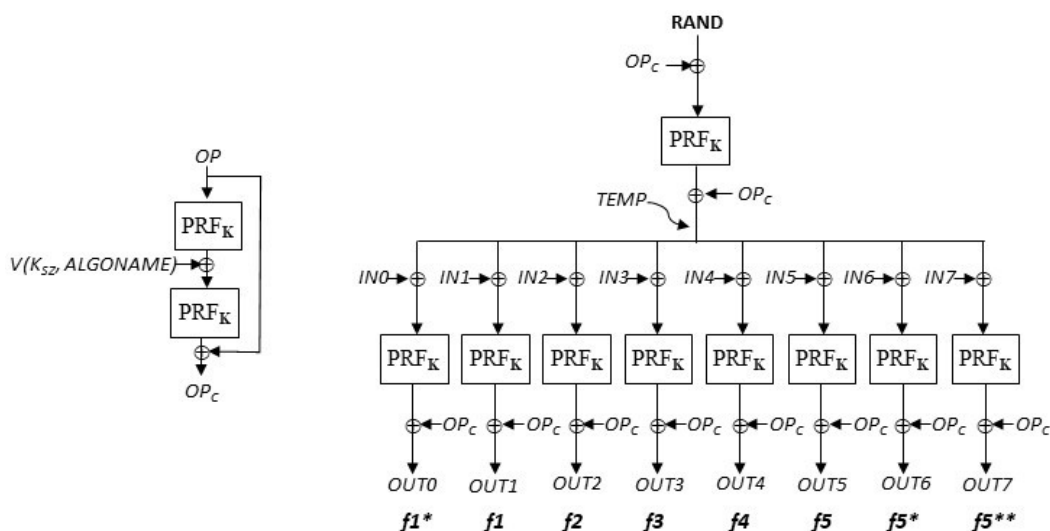 RAND
OPc
PRFK
OPc
TEMP
OP
PRFK
V(KSZ, ALGONAME)
PRFK
OPc
IN0 IN1 IN2 IN3 IN4 IN5 IN6 IN7
PRFK PRFK PRFK PRFK PRFK PRFK PRFK PRFK
OPc OPc OPc OPc OPc OPc OPc OPc
OUT0 OUT1 OUT2 OUT3 OUT4 OUT5 OUT6 OUT7
f1* f1 f2 f3 f4 f5 f5* f5**